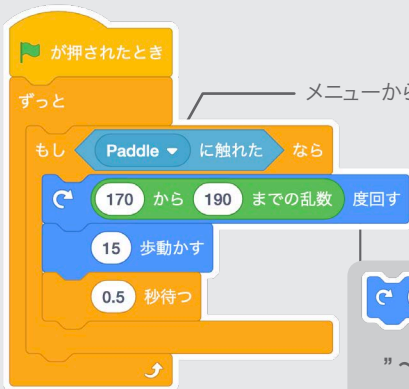 が押されたとき
メニューから
ずっと
もし Paddle に触れた なら
170 から 190 までの乱数 度回す
15 歩動かす
0.5 秒待つ
”～